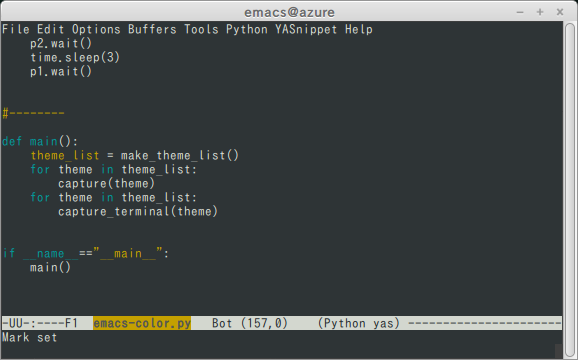 emacs@azure
File Edit Options Buffers Tools Python YASnippet Help
    p2.wait()
    time.sleep(3)
    p1.wait()
#--------
def main():
    theme_list = make_theme_list()
    for theme in theme_list:
        capture(theme)
    for theme in theme_list:
        capture_terminal(theme)
if __name__=="__main__":
    main()
-UU-:----F1  emacs-color.py   Bot (157,0)    (Python yas) ----------------------
Mark set